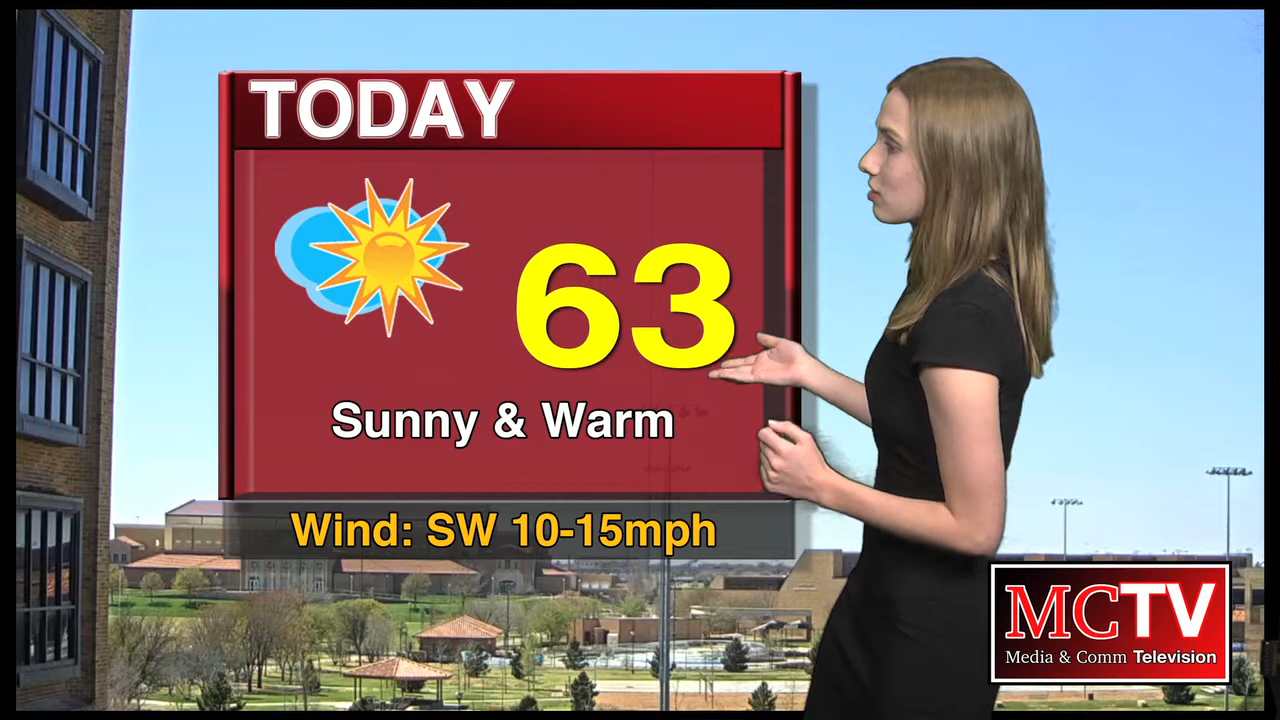 TODAY
63
Sunny & Warm
Wind: SW 10-15mph
MCTV
Media & Comm Television